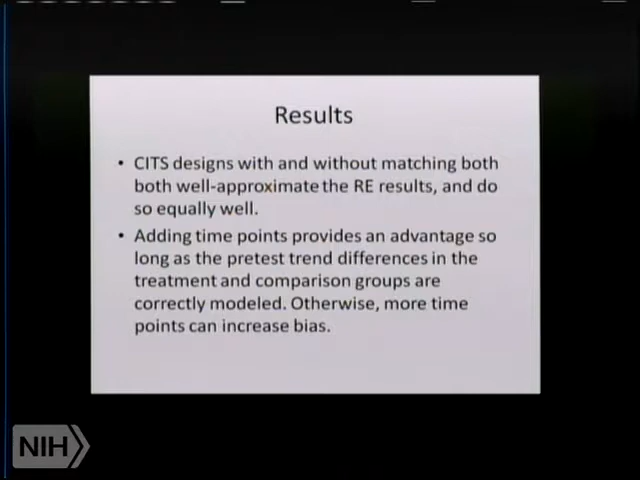 Results
• CITS designs with and without matching both
both well-approximate the RE results, and do
so equally well.
• Adding time points provides an advantage so
long as the pretest trend differences in the
treatment and comparison groups are
correctly modeled. Otherwise, more time
points can increase bias.
NIH